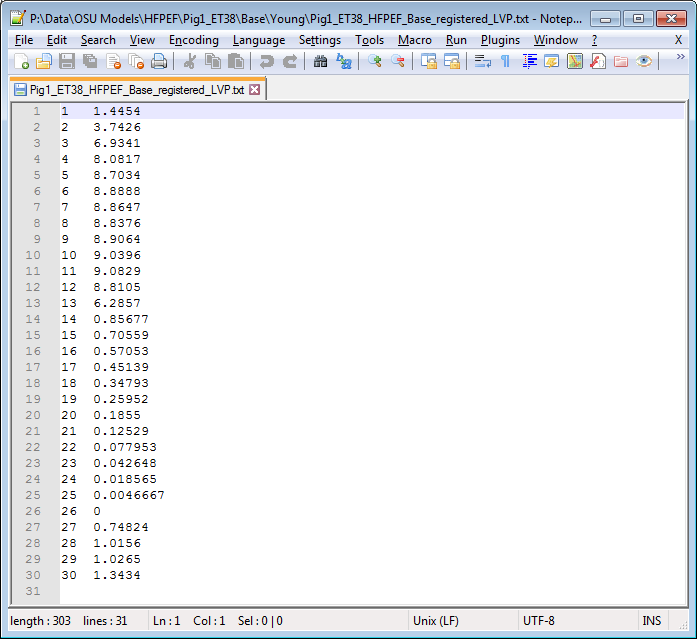 P:\Data\OSU Models\HFPEF\Pig1_ET38\Base\Young\Pig1_ET38_HFPEF_Base_registered_LVP.txt - Notep...
File Edit Search View Encoding Language Settings Tools Macro Run Plugins Window ? X
Pig1_ET38_HFPEF_Base_registered_LVP.txt
1 1 1.4454
2 2 3.7426
3 3 6.9341
4 4 8.0817
5 5 8.7034
6 6 8.8888
7 7 8.8647
8 8 8.8376
9 9 8.9064
10 10 9.0396
11 11 9.0829
12 12 8.8105
13 13 6.2857
14 14 0.85677
15 15 0.70559
16 16 0.57053
17 17 0.45139
18 18 0.34793
19 19 0.25952
20 20 0.1855
21 21 0.12529
22 22 0.077953
23 23 0.042648
24 24 0.018565
25 25 0.0046667
26 26 0
27 27 0.74824
28 28 1.0156
29 29 1.0265
30 30 1.3434
31
length : 303 lines : 31 Ln : 1 Col : 1 Sel : 0 | 0 Unix (LF) UTF-8 INS